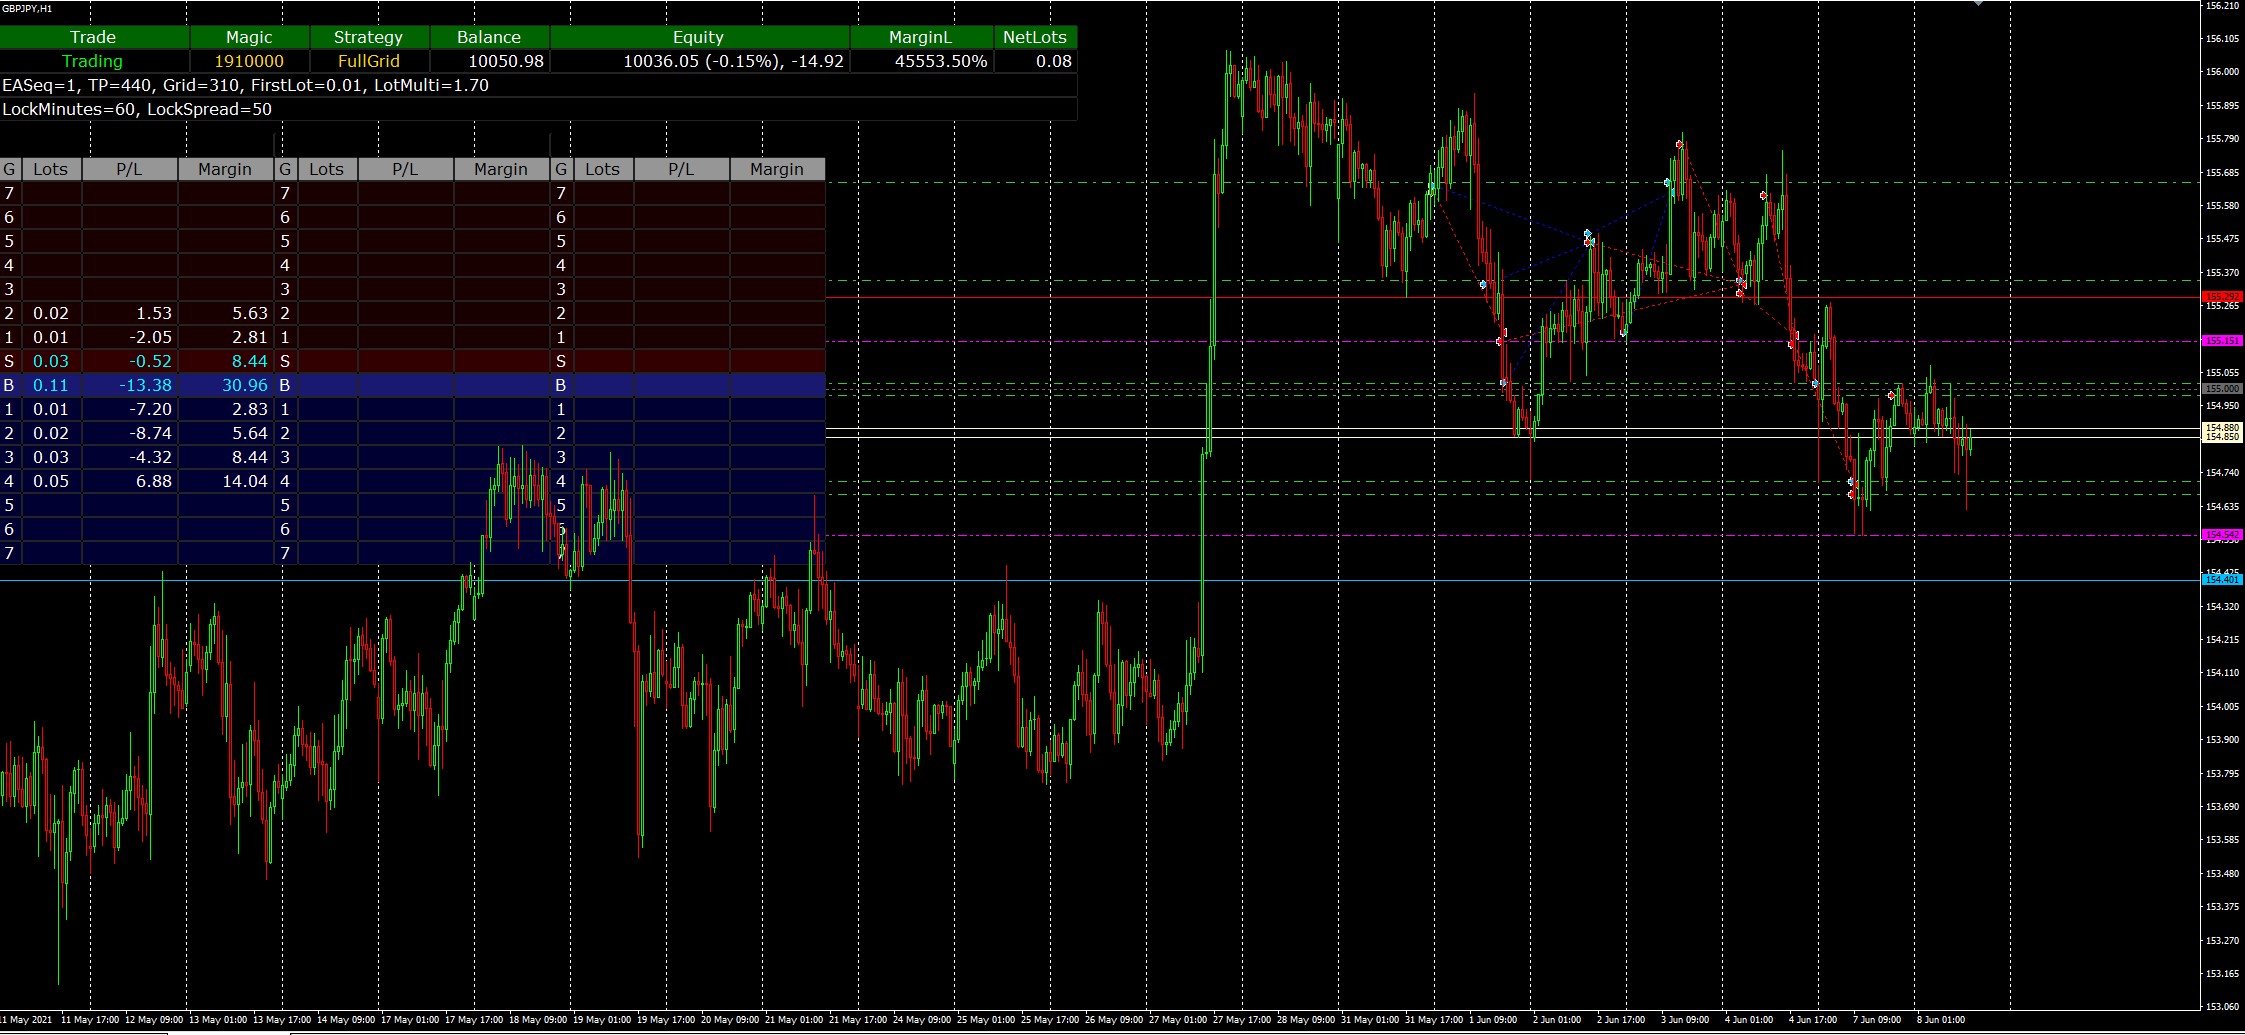 GBPJPY,H1
Trade Magic Strategy Balance Equity MarginL NetLots
Trading 1910000 FullGrid 10050.98 10036.05 (-0.15%), -14.92 45553.50% 0.08
EASeq=1, TP=440, Grid=310, FirstLot=0.01, LotMulti=1.70
LockMinutes=60, LockSpread=50
G Lots P/L Margin G Lots P/L Margin G Lots P/L Margin
7 7 7
6 6 6
5 5 5
4 4 4
3 3 3
2 0.02 1.53 5.63 2 2
1 0.01 -2.05 2.81 1 1
S 0.03 -0.52 8.44 S S
B 0.11 -13.38 30.96 B B
1 0.01 -7.20 2.83 1 1
2 0.02 -8.74 5.64 2 2
3 0.03 -4.32 8.44 3 3
4 0.05 6.88 14.04 4 4
5 5 5
6 6 6
7 7 7
156.210
156.105
156.000
155.895
155.790
155.685
155.580
155.475
155.370
155.292
155.265
155.151
155.055
155.000
154.950
154.880
154.850
154.740
154.635
154.542
154.425
154.401
154.320
154.215
154.110
154.005
153.900
153.795
153.690
153.585
153.480
153.375
153.270
153.165
153.060
11 May 2021 11 May 17:00 12 May 09:00 13 May 01:00 13 May 17:00 14 May 09:00 17 May 01:00 17 May 17:00 18 May 09:00 19 May 01:00 19 May 17:00 20 May 09:00 21 May 01:00 21 May 17:00 24 May 09:00 25 May 01:00 25 May 17:00 26 May 09:00 27 May 01:00 27 May 17:00 28 May 09:00 31 May 01:00 31 May 17:00 1 Jun 09:00 2 Jun 01:00 2 Jun 17:00 3 Jun 09:00 4 Jun 01:00 4 Jun 17:00 7 Jun 09:00 8 Jun 01:00